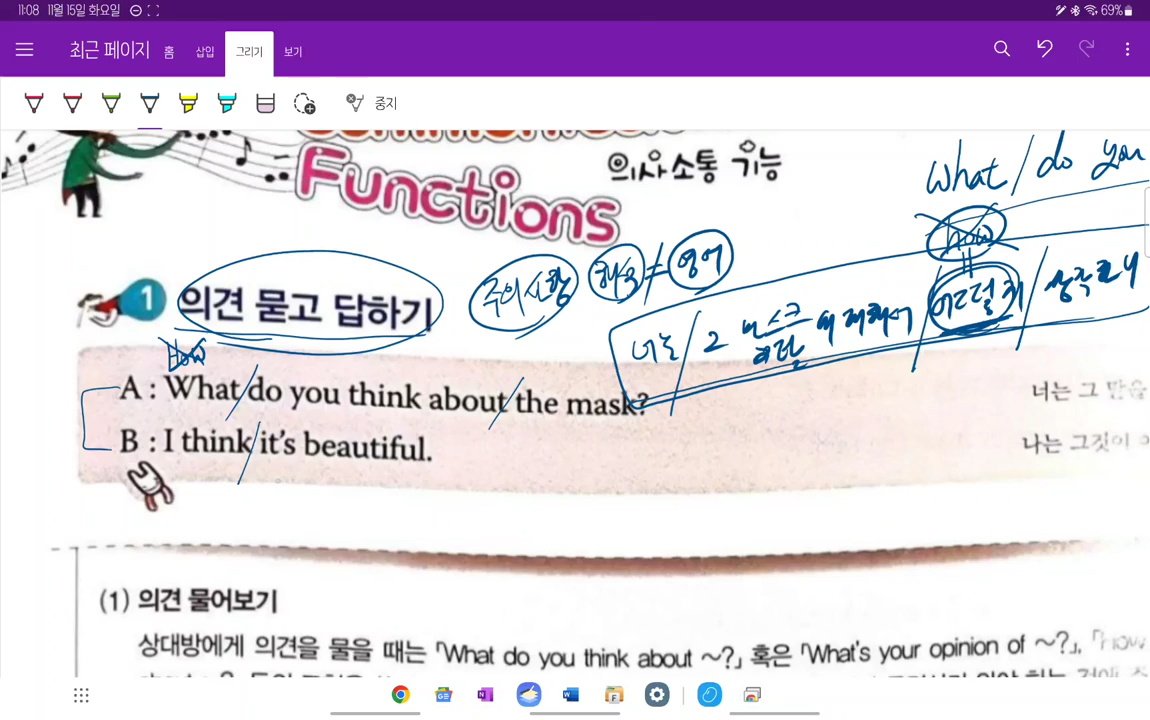 11:08 11월 15일 화요일 69%
최근 페이지 홈 삽입 그리기 보기
중지
Functions 의사소통 기능
What / do you
How
주의사항 해석 ≠ 영어
1 의견 묻고 답하기
너는 / 그 마스크 에 대해서 / 어떻게 / 생각하니
How
A : What do you think about the mask? 너는 그
B : I think it's beautiful. 나는 그것이
(1) 의견 물어보기
상대방에게 의견을 물을 때는 「What do you think about ～?」 혹은 「What's your opinion of ～?」, 「How